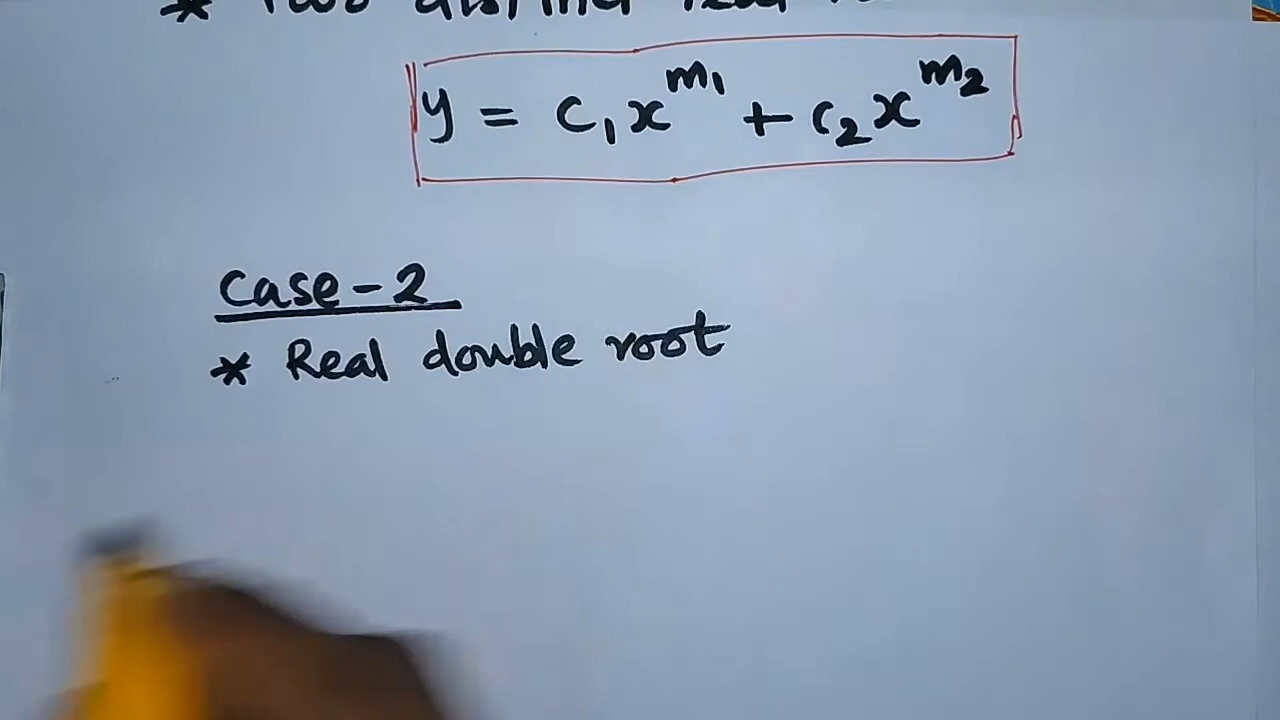 y = c₁x^m₁ + c₂x^m₂
Case-2
* Real double root